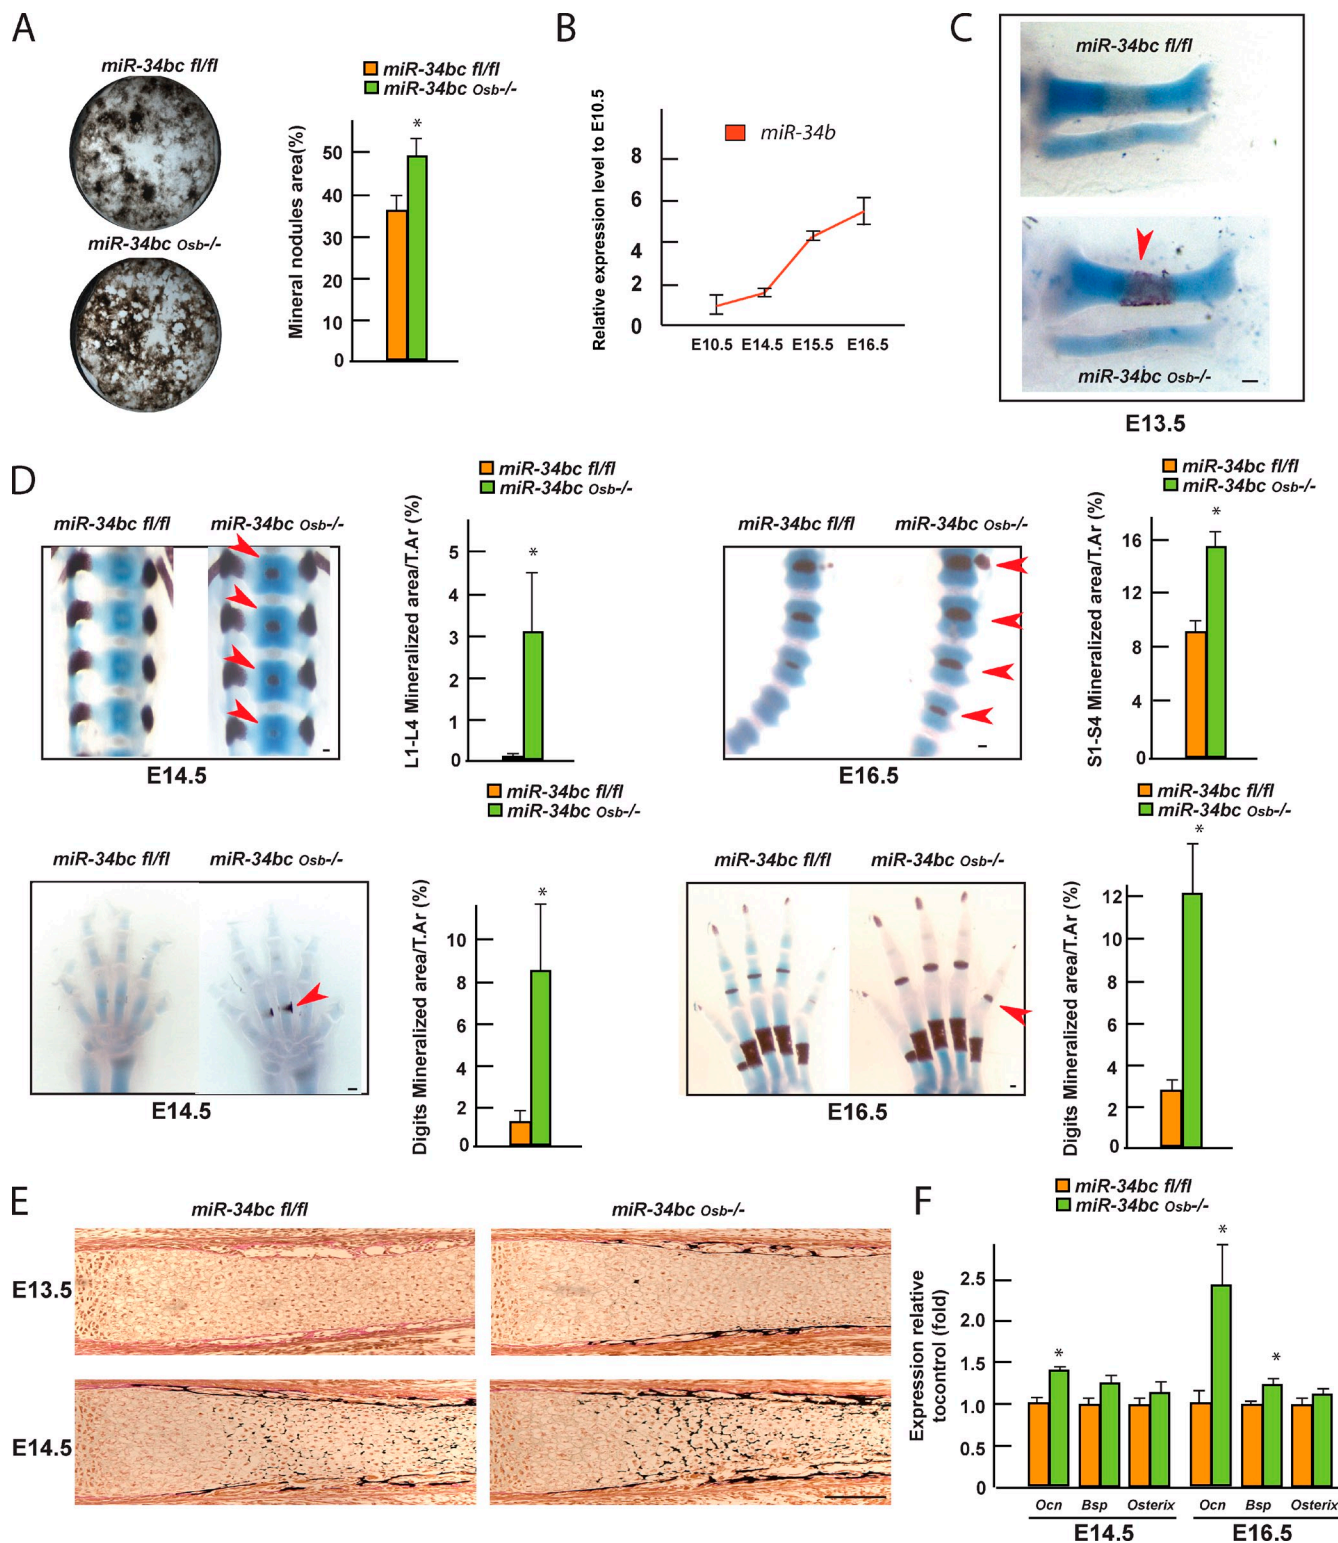 A
miR-34bc fl/fl
miR-34bc Osb-/-
miR-34bc fl/fl
miR-34bc Osb-/-
Mineral nodules area(%)
*
50
40
30
20
10
0
B
Relative expression level to E10.5
miR-34b
8
6
4
2
0
E10.5 E14.5 E15.5 E16.5
C
miR-34bc fl/fl
miR-34bc Osb-/-
E13.5
D
miR-34bc fl/fl
miR-34bc Osb-/-
E14.5
miR-34bc fl/fl
miR-34bc Osb-/-
L1-L4 Mineralized area/T.Ar (%)
*
5
4
3
2
1
0
miR-34bc fl/fl
miR-34bc Osb-/-
E16.5
miR-34bc fl/fl
miR-34bc Osb-/-
S1-S4 Mineralized area/T.Ar (%)
*
16
12
8
4
0
miR-34bc fl/fl
miR-34bc Osb-/-
E14.5
miR-34bc fl/fl
miR-34bc Osb-/-
Digits Mineralized area/T.Ar (%)
*
10
8
6
4
2
0
miR-34bc fl/fl
miR-34bc Osb-/-
E16.5
miR-34bc fl/fl
miR-34bc Osb-/-
Digits Mineralized area/T.Ar (%)
*
12
10
8
6
4
2
0
E
miR-34bc fl/fl
miR-34bc Osb-/-
E13.5
E14.5
F
miR-34bc fl/fl
miR-34bc Osb-/-
Expression relative
tocontrol (fold)
2.5
2.0
1.5
1.0
0.5
0
*
*
*
Ocn Bsp Osterix Ocn Bsp Osterix
E14.5 E16.5